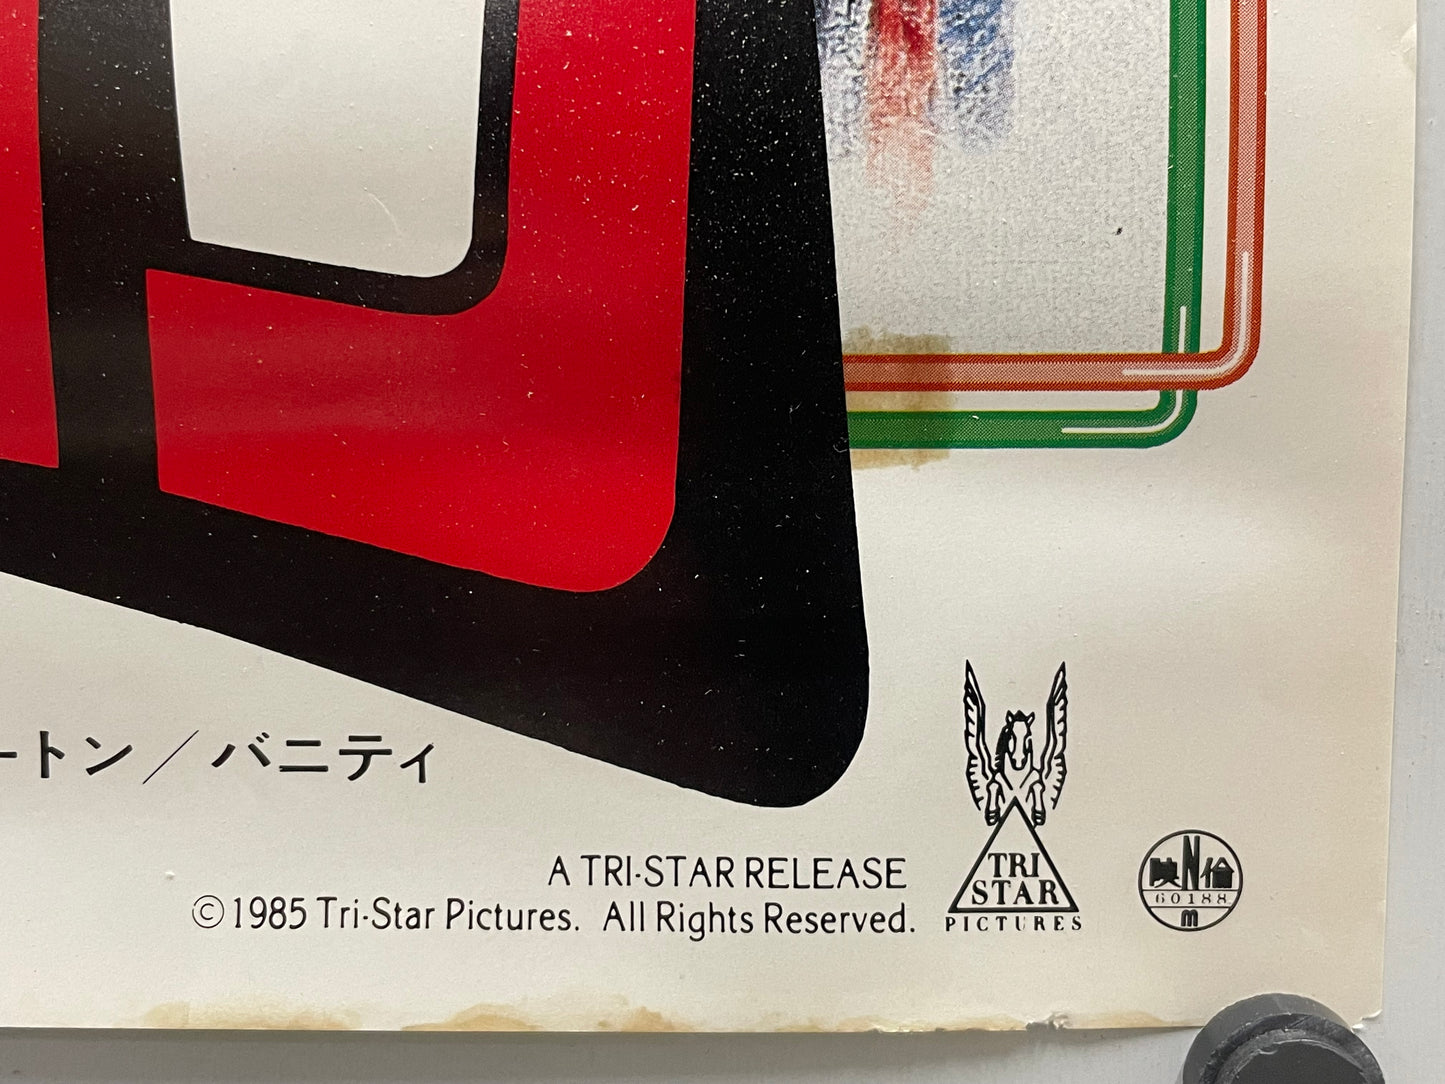 ートン／バニティ
A TRI-STAR RELEASE
©1985 Tri-Star Pictures. All Rights Reserved.
TRI
STAR
PICTURES
映N倫
60188
m